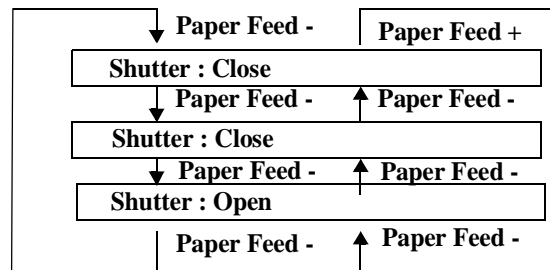 Paper Feed - Paper Feed +
Shutter : Close
Paper Feed - Paper Feed -
Shutter : Close
Paper Feed - Paper Feed -
Shutter : Open
Paper Feed - Paper Feed -